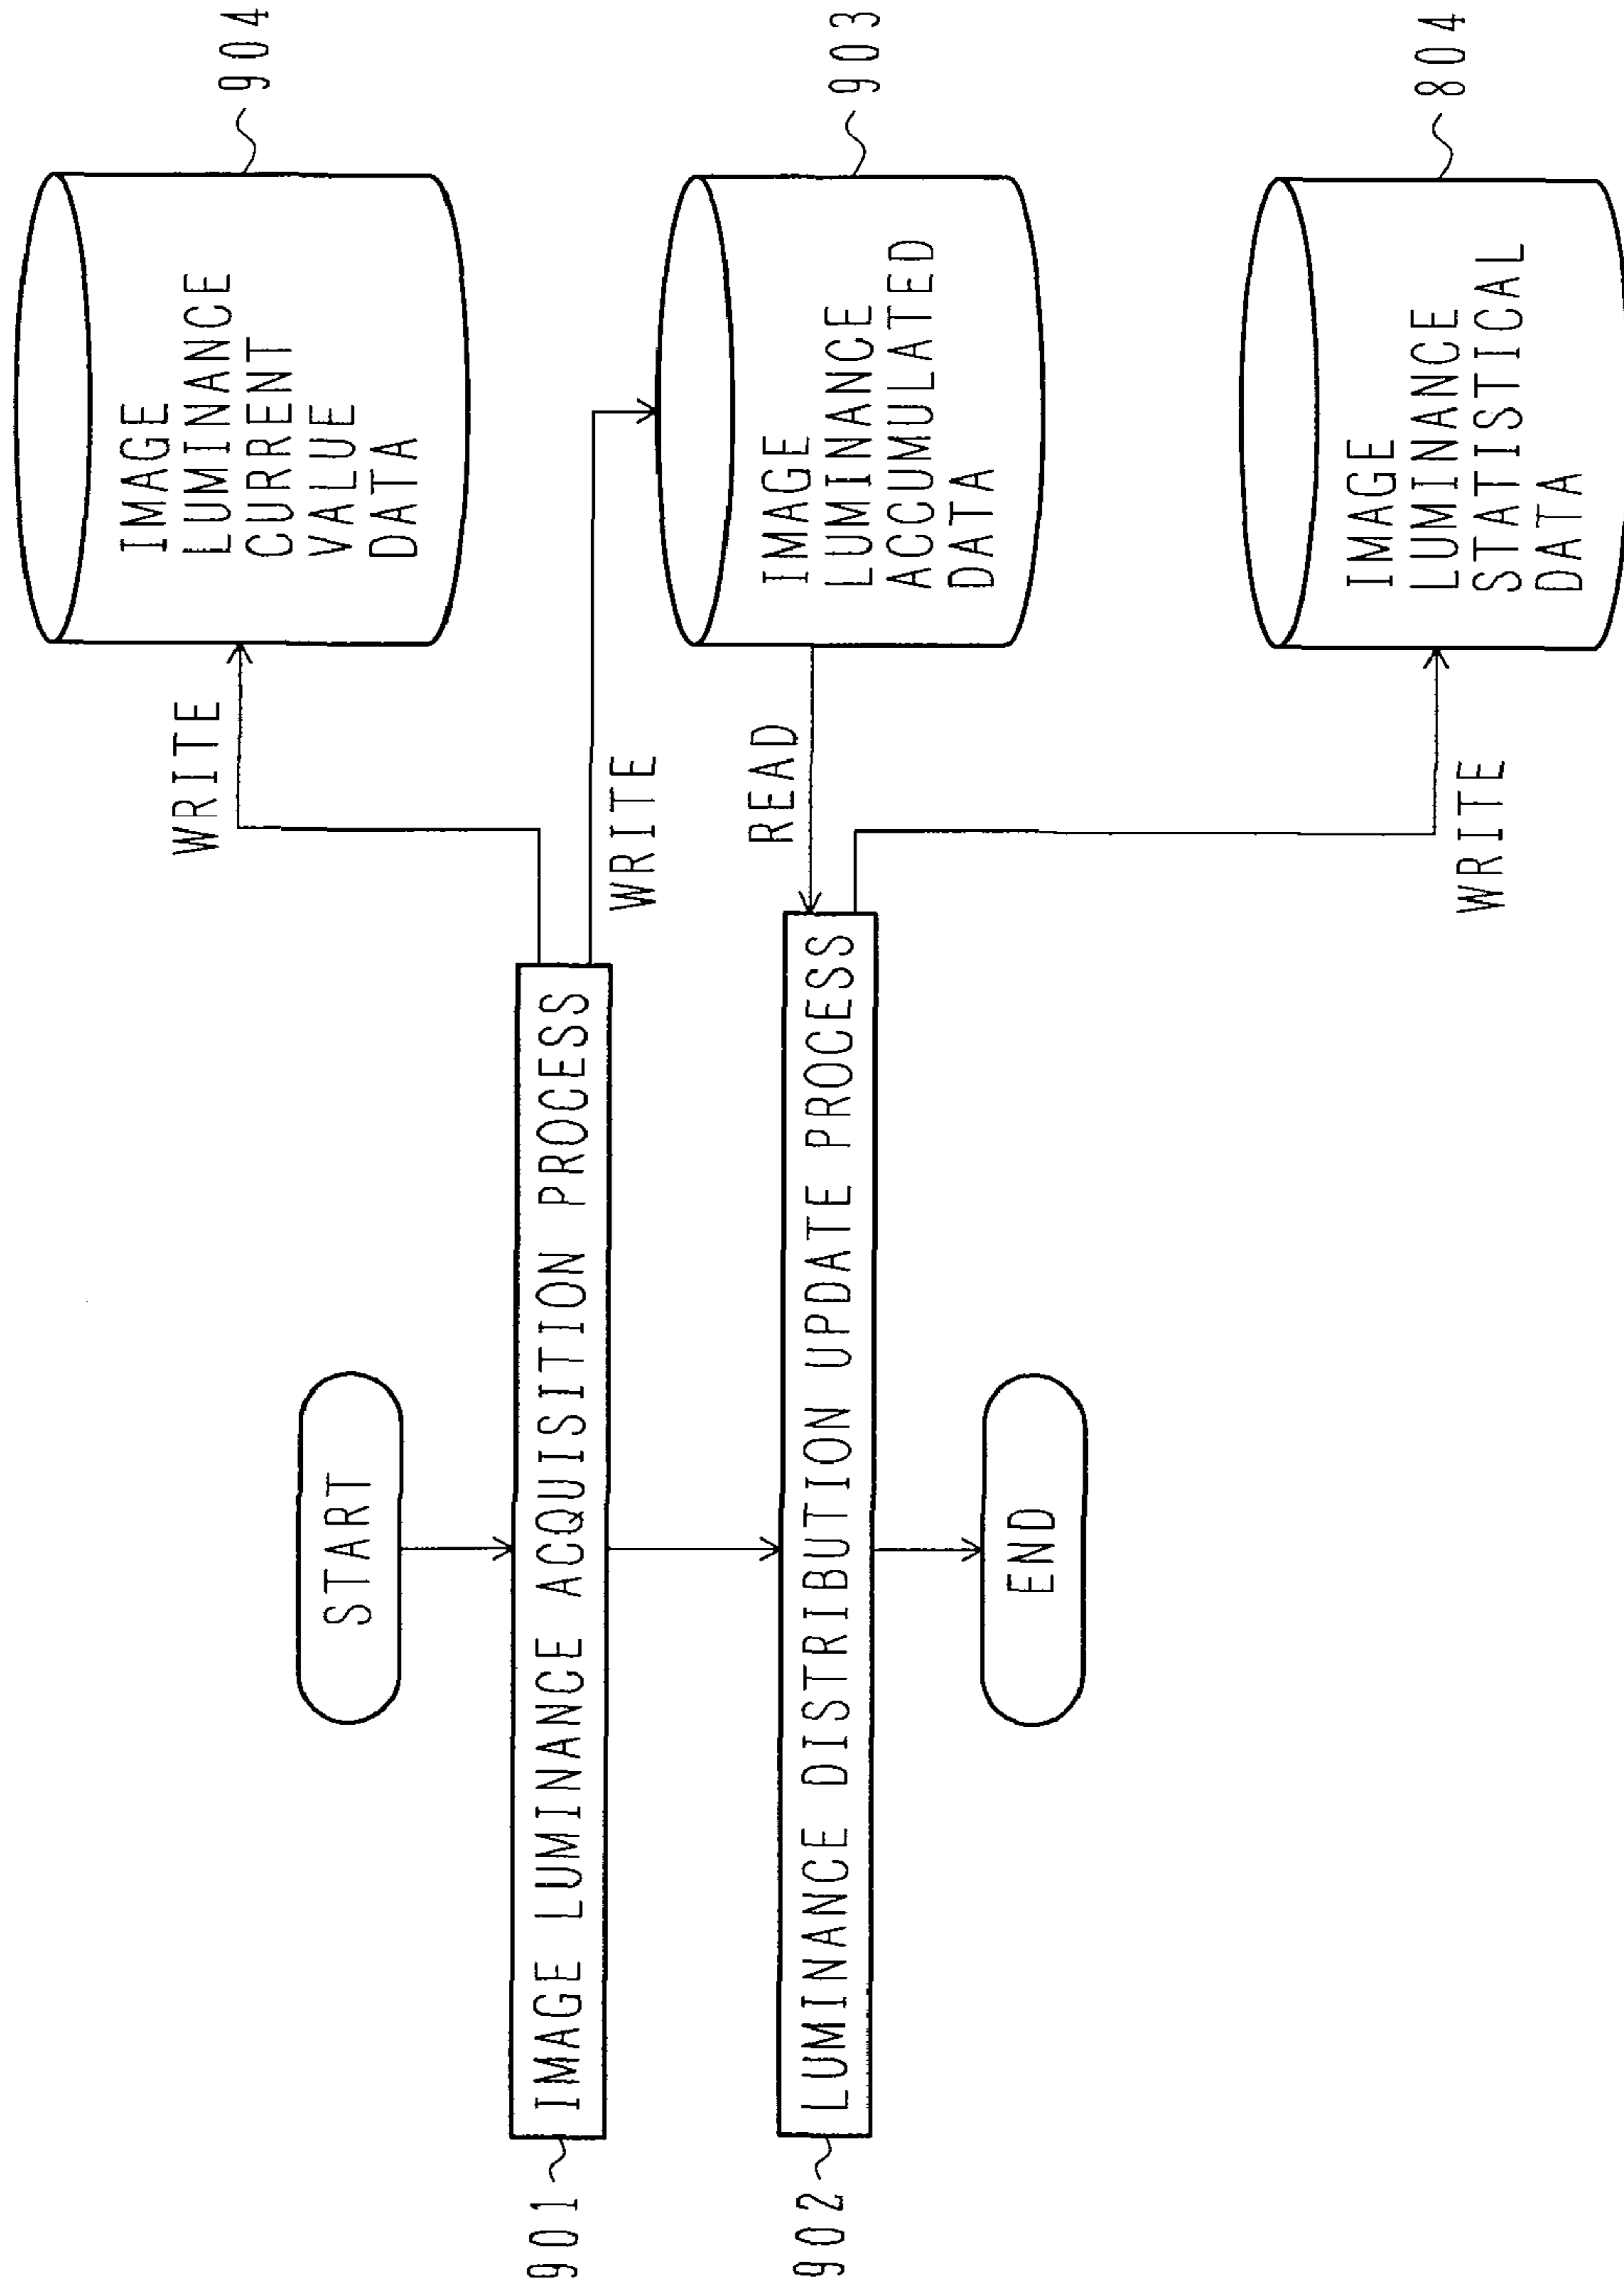 START
901
IMAGE LUMINANCE ACQUISITION PROCESS
902
LUMINANCE DISTRIBUTION UPDATE PROCESS
END
WRITE
WRITE
READ
WRITE
IMAGE
LUMINANCE
CURRENT
VALUE
DATA
904
IMAGE
LUMINANCE
ACCUMULATED
DATA
903
IMAGE
LUMINANCE
STATISTICAL
DATA
804